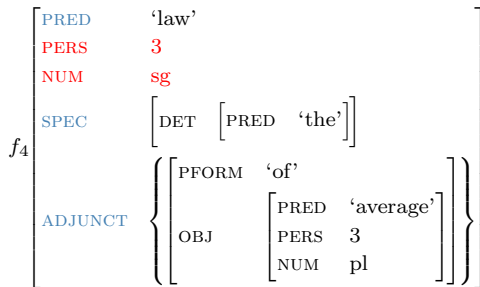 PRED ‘law’
PERS 3
NUM sg
SPEC [DET [PRED ‘the’]]
f4
PFORM ‘of’
ADJUNCT
OBJ
PRED ‘average’
PERS 3
NUM pl